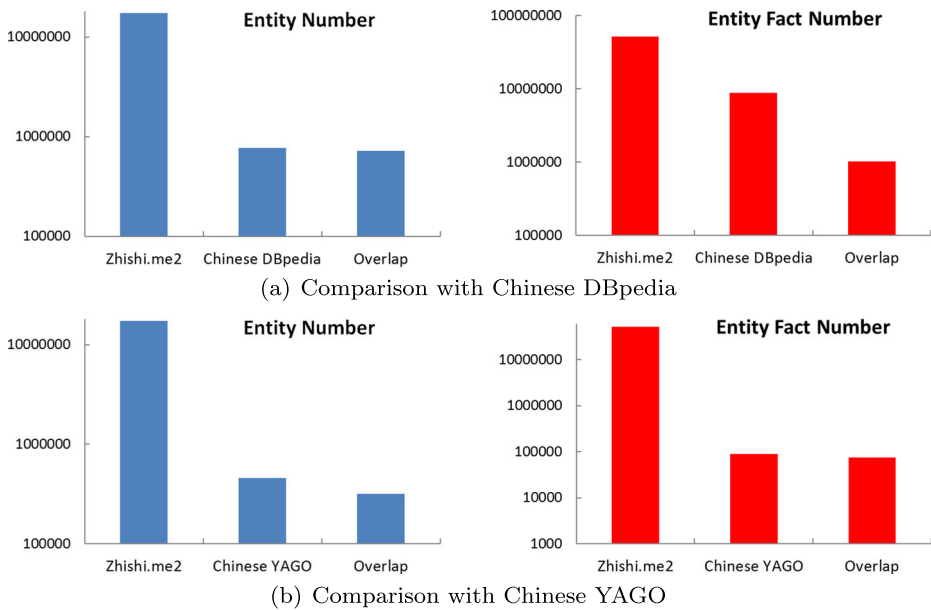 Entity Number
10000000
1000000
100000
Zhishi.me2 Chinese DBpedia Overlap
Entity Fact Number
100000000
10000000
1000000
100000
Zhishi.me2 Chinese DBpedia Overlap
(a) Comparison with Chinese DBpedia
Entity Number
10000000
1000000
100000
Zhishi.me2 Chinese YAGO Overlap
Entity Fact Number
10000000
1000000
100000
10000
1000
Zhishi.me2 Chinese YAGO Overlap
(b) Comparison with Chinese YAGO